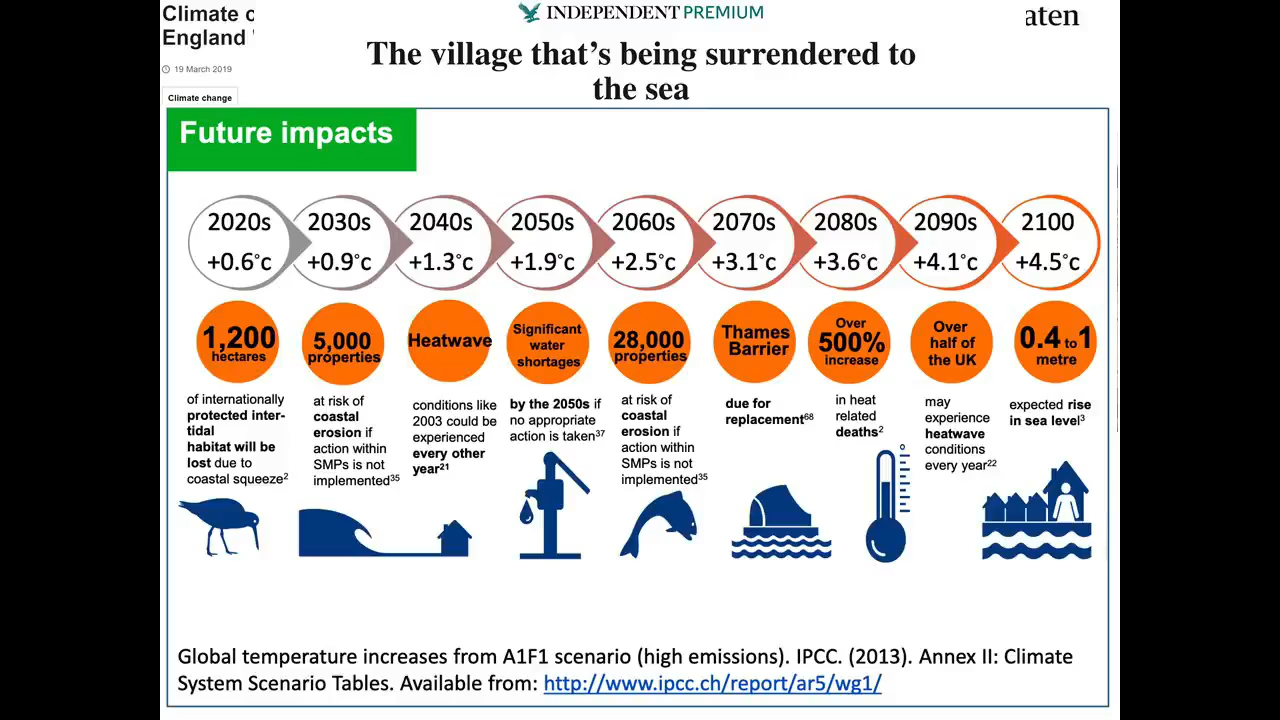 Climate c
England
19 March 2019
Climate change
INDEPENDENT PREMIUM
The village that's being surrendered to
the sea
aten
Future impacts
2020s
+0.6°c
2030s
+0.9°c
2040s
+1.3°c
2050s
+1.9°c
2060s
+2.5°c
2070s
+3.1°c
2080s
+3.6°c
2090s
+4.1°c
2100
+4.5°c
1,200
hectares
of internationally
protected inter-
tidal
habitat will be
lost due to
coastal squeeze2
5,000
properties
at risk of
coastal
erosion if
action within
SMPs is not
implemented35
Heatwave
conditions like
2003 could be
experienced
every other
year21
Significant
water
shortages
by the 2050s if
no appropriate
action is taken37
28,000
properties
at risk of
coastal
erosion if
action within
SMPs is not
implemented35
Thames
Barrier
due for
replacement68
Over
500%
increase
in heat
related
deaths2
Over
half of
the UK
may
experience
heatwave
conditions
every year22
0.4 to 1
metre
expected rise
in sea level3
Global temperature increases from A1F1 scenario (high emissions). IPCC. (2013). Annex II: Climate
System Scenario Tables. Available from: http://www.ipcc.ch/report/ar5/wg1/